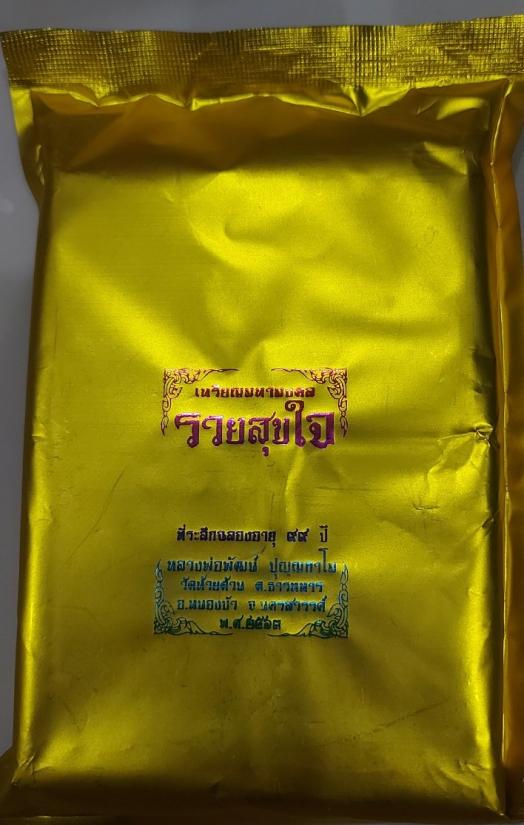 เหรียญมหามงคล
รวยสุขใจ
ที่ระลึกฉลองอายุ ๙๙ ปี
หลวงพ่อพัฒน์ ปุญฺญกาโม
วัดห้วยด้วน ต.ธารทหาร
อ.หนองบัว จ.นครสวรรค์
พ.ศ.๒๕๖๓